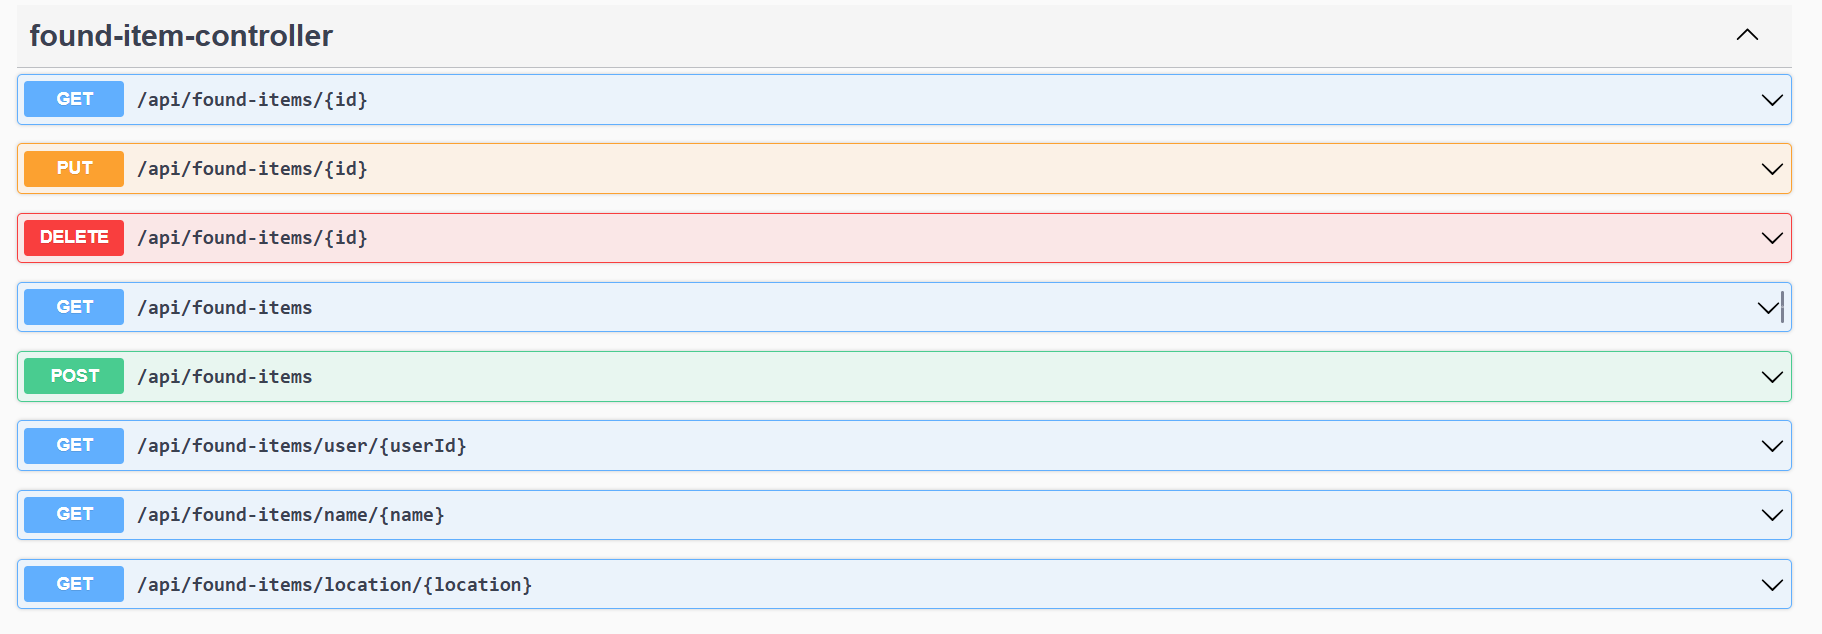 found-item-controller
GET /api/found-items/{id}
PUT /api/found-items/{id}
DELETE /api/found-items/{id}
GET /api/found-items
POST /api/found-items
GET /api/found-items/user/{userId}
GET /api/found-items/name/{name}
GET /api/found-items/location/{location}